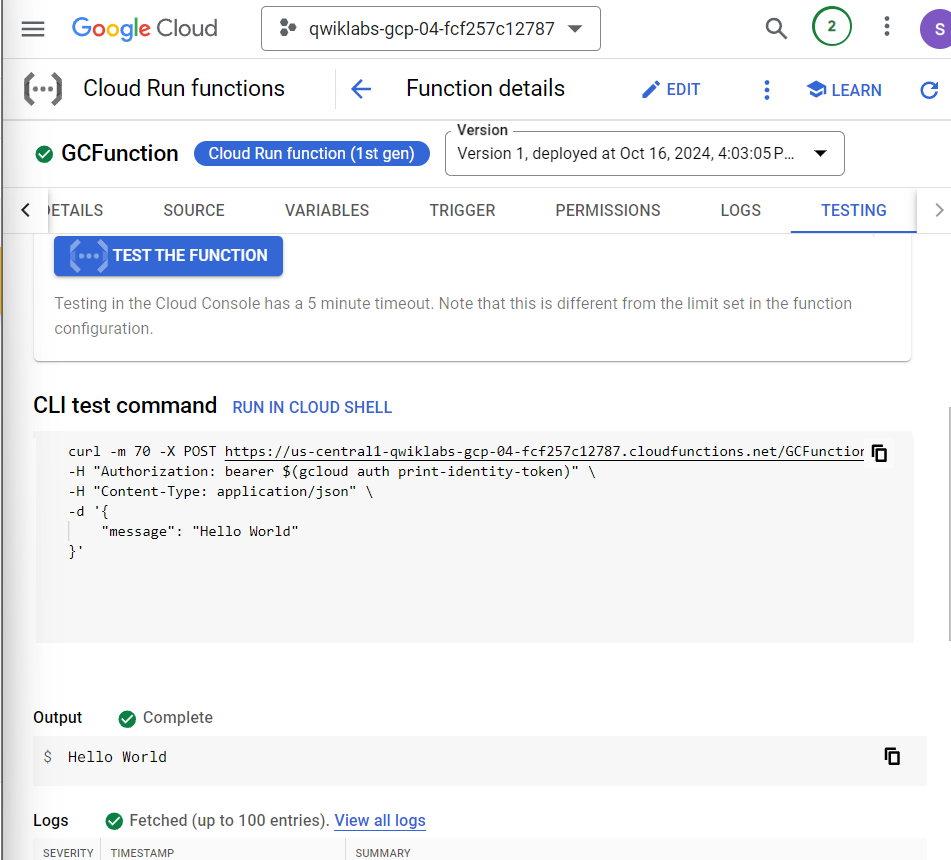 Google Cloud
qwiklabs-gcp-04-fcf257c12787
2
S
Cloud Run functions
Function details
EDIT
LEARN
GCFunction
Cloud Run function (1st gen)
Version
Version 1, deployed at Oct 16, 2024, 4:03:05 P...
ETAILS
SOURCE
VARIABLES
TRIGGER
PERMISSIONS
LOGS
TESTING
TEST THE FUNCTION
Testing in the Cloud Console has a 5 minute timeout. Note that this is different from the limit set in the function
configuration.
CLI test command
RUN IN CLOUD SHELL
curl -m 70 -X POST https://us-central1-qwiklabs-gcp-04-fcf257c12787.cloudfunctions.net/GCFunction
-H "Authorization: bearer $(gcloud auth print-identity-token)" \
-H "Content-Type: application/json" \
-d '{
"message": "Hello World"
}'
Output
Complete
$ Hello World
Logs
Fetched (up to 100 entries). View all logs
SEVERITY
TIMESTAMP
SUMMARY